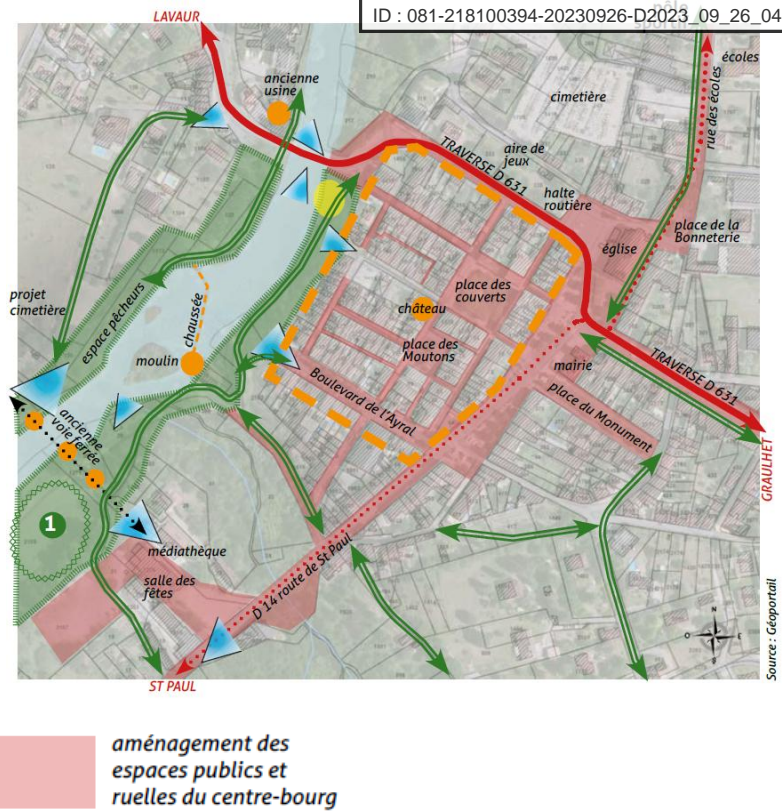 ID : 081-218100394-20230926-D2023_09_26_04
pôle
sportif
LAVAUR
écoles
rue des écoles
ancienne
usine
cimetière
TRAVERSE D 631
aire de
jeux
halte
routière
place de la
Bonneterie
église
projet
cimetière
espace pêcheurs
chaussée
place des
couverts
château
place des
Moutons
moulin
mairie
TRAVERSE D 631
Boulevard de l'Ayral
place du Monument
ancienne
voie ferrée
GRAULHET
1
médiathèque
salle des
fêtes
D 14 route de St Paul
N
O
E
S
Source : Géoportail
ST PAUL
aménagement des
espaces publics et
ruelles du centre-bourg